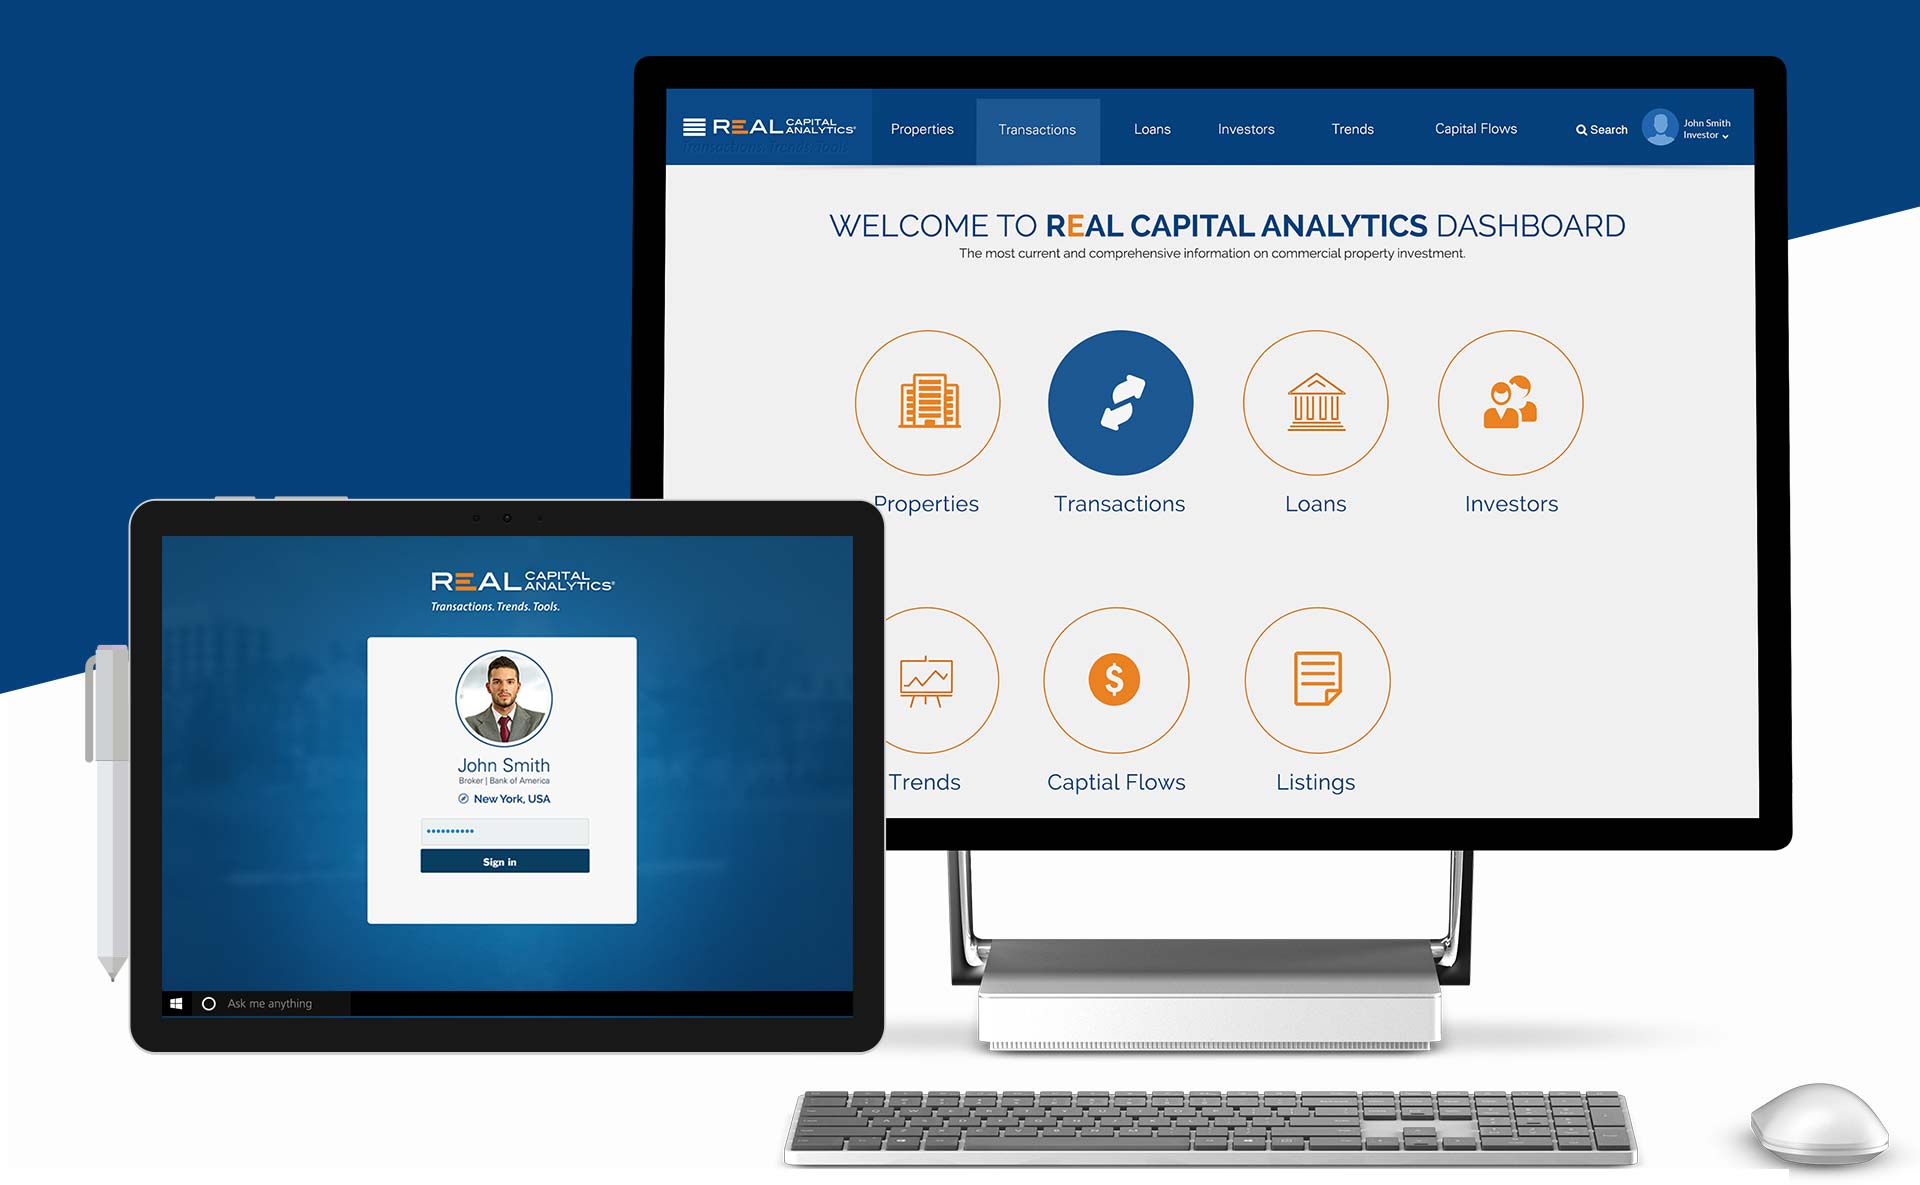 REAL CAPITAL ANALYTICS®
Transactions. Trends. Tools.
Properties
Transactions
Loans
Investors
Trends
Capital Flows
Search
John Smith
Investor
WELCOME TO REAL CAPITAL ANALYTICS DASHBOARD
The most current and comprehensive information on commercial property investment.
Properties
Transactions
Loans
Investors
Trends
Captial Flows
Listings
REAL CAPITAL ANALYTICS®
Transactions. Trends. Tools.
John Smith
Broker | Bank of America
New York, USA
Sign in
Ask me anything